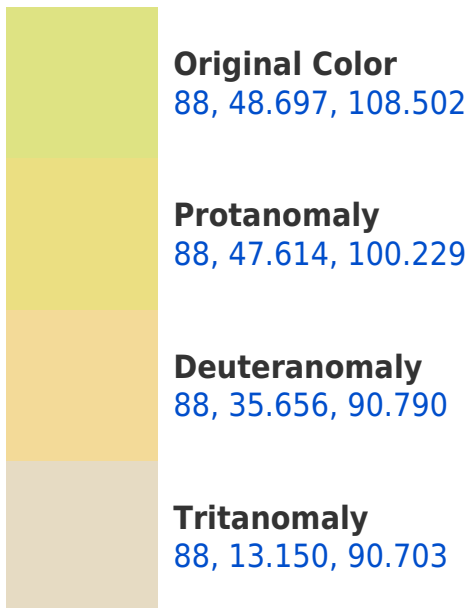 Original Color
88, 48.697, 108.502
Protanomaly
88, 47.614, 100.229
Deuteranomaly
88, 35.656, 90.790
Tritanomaly
88, 13.150, 90.703